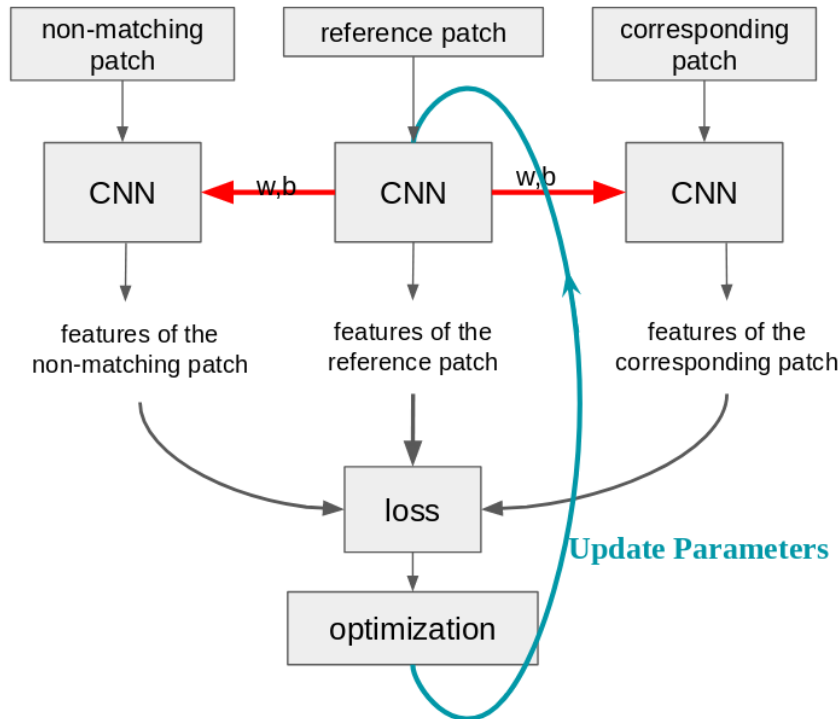 non-matching
patch
reference patch
corresponding
patch
CNN
w,b
CNN
w,b
CNN
features of the
non-matching patch
features of the
reference patch
features of the
corresponding patch
loss
Update Parameters
optimization